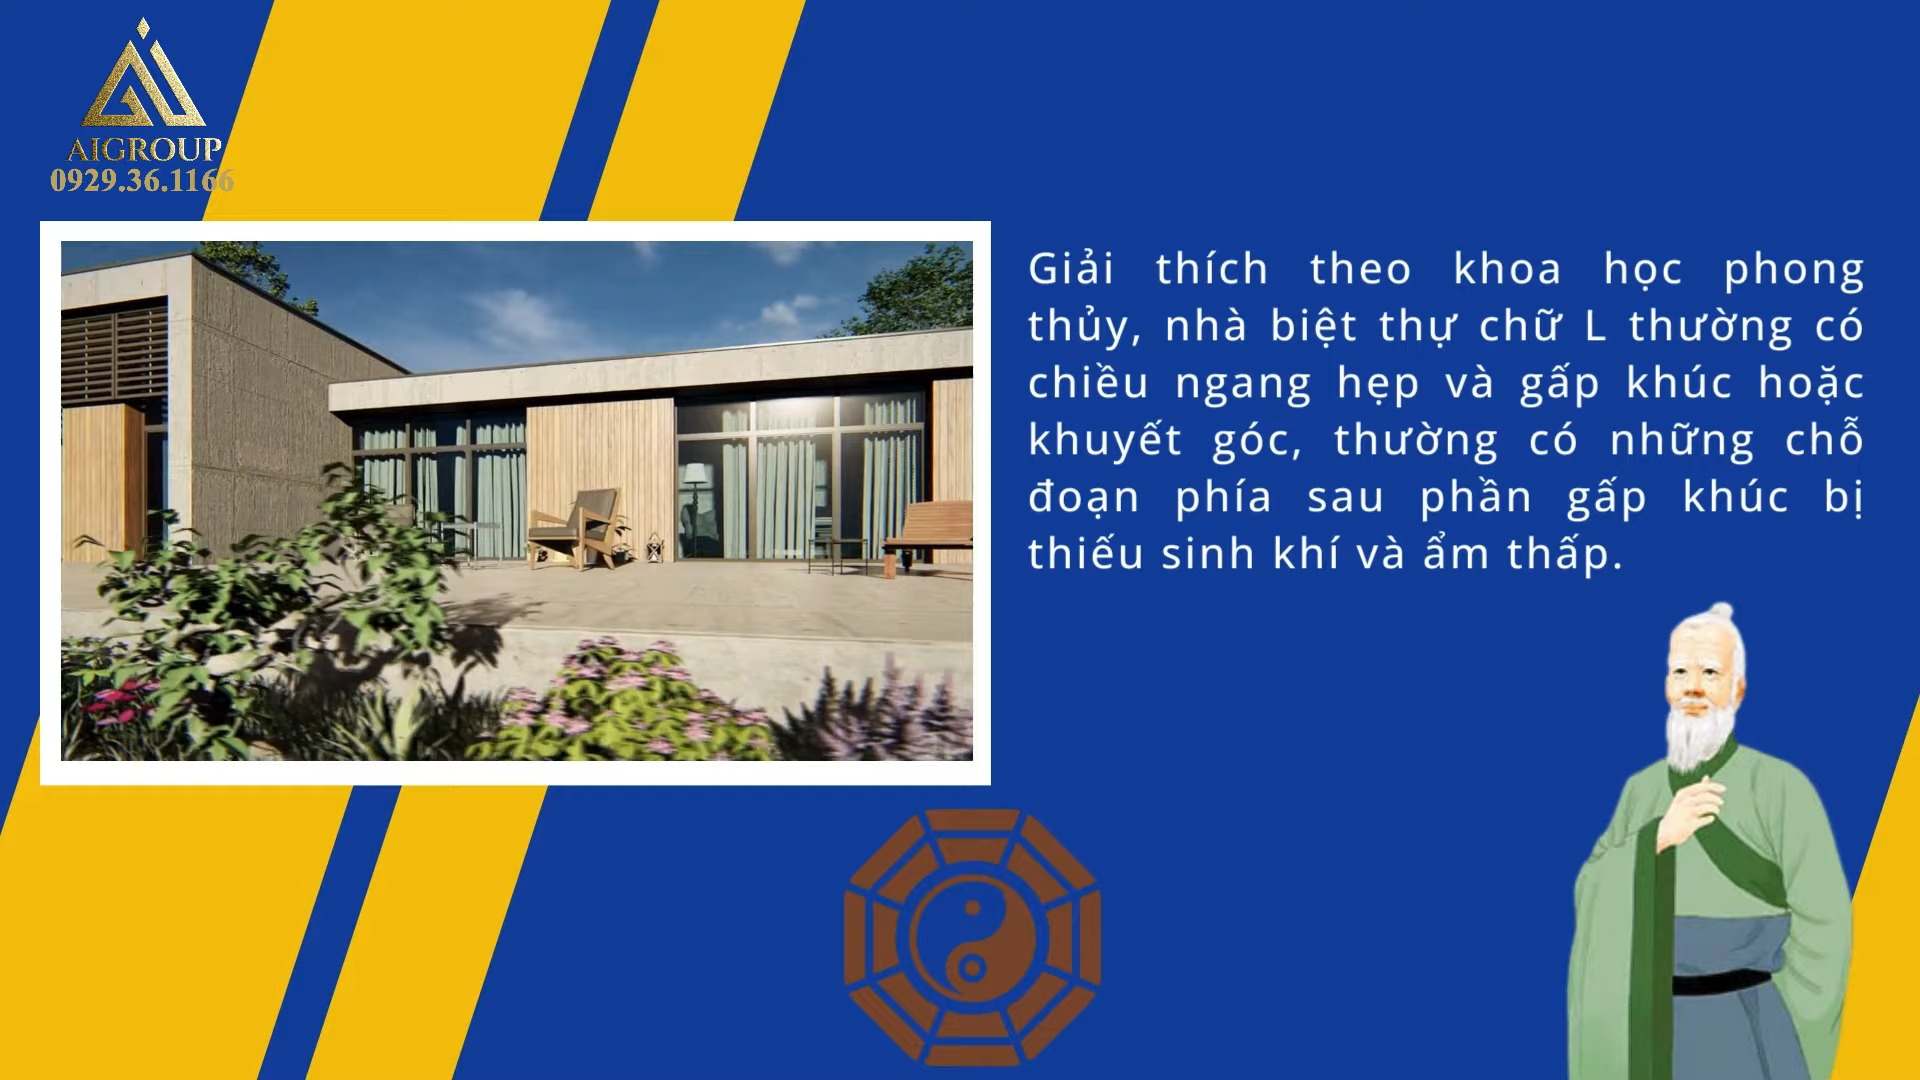 AIGROUP
0929.36.1166
Giải thích theo khoa học phong
thủy, nhà biệt thự chữ L thường có
chiều ngang hẹp và gấp khúc hoặc
khuyết góc, thường có những chỗ
đoạn phía sau phần gấp khúc bị
thiếu sinh khí và ẩm thấp.